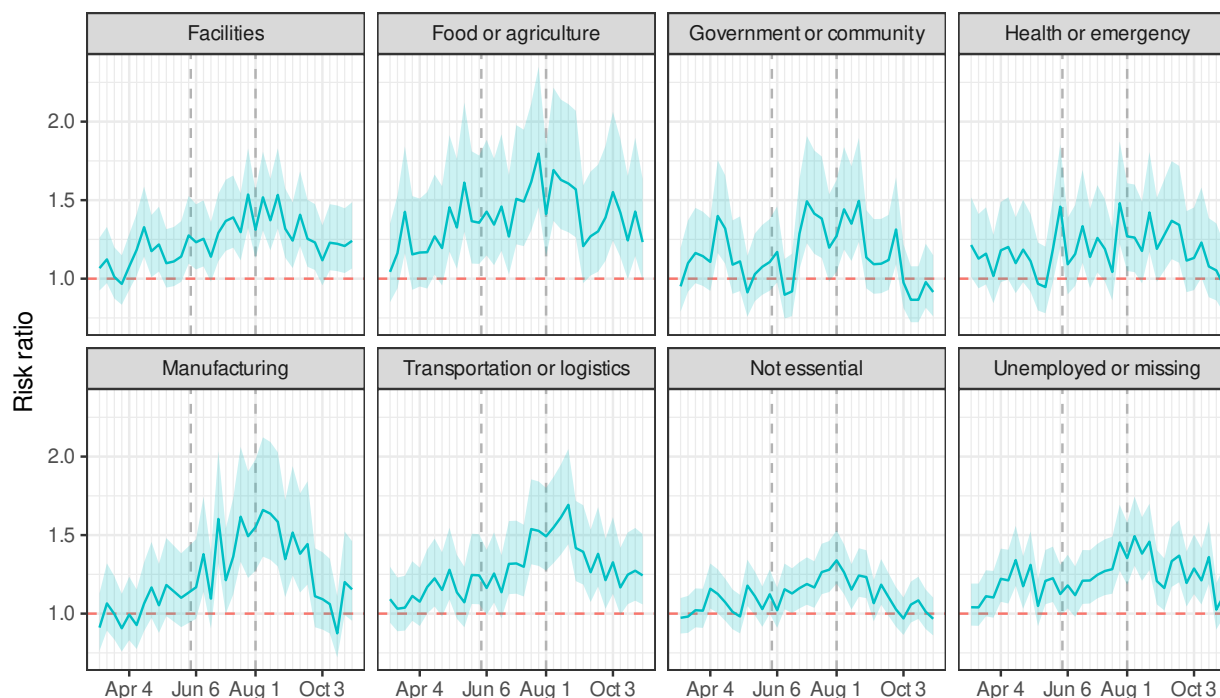 Facilities
Food or agriculture
Government or community
Health or emergency
2.0
1.5
1.0
Risk ratio
Manufacturing
Transportation or logistics
Not essential
Unemployed or missing
2.0
1.5
1.0
Apr 4 Jun 6 Aug 1 Oct 3
Apr 4 Jun 6 Aug 1 Oct 3
Apr 4 Jun 6 Aug 1 Oct 3
Apr 4 Jun 6 Aug 1 Oct 3